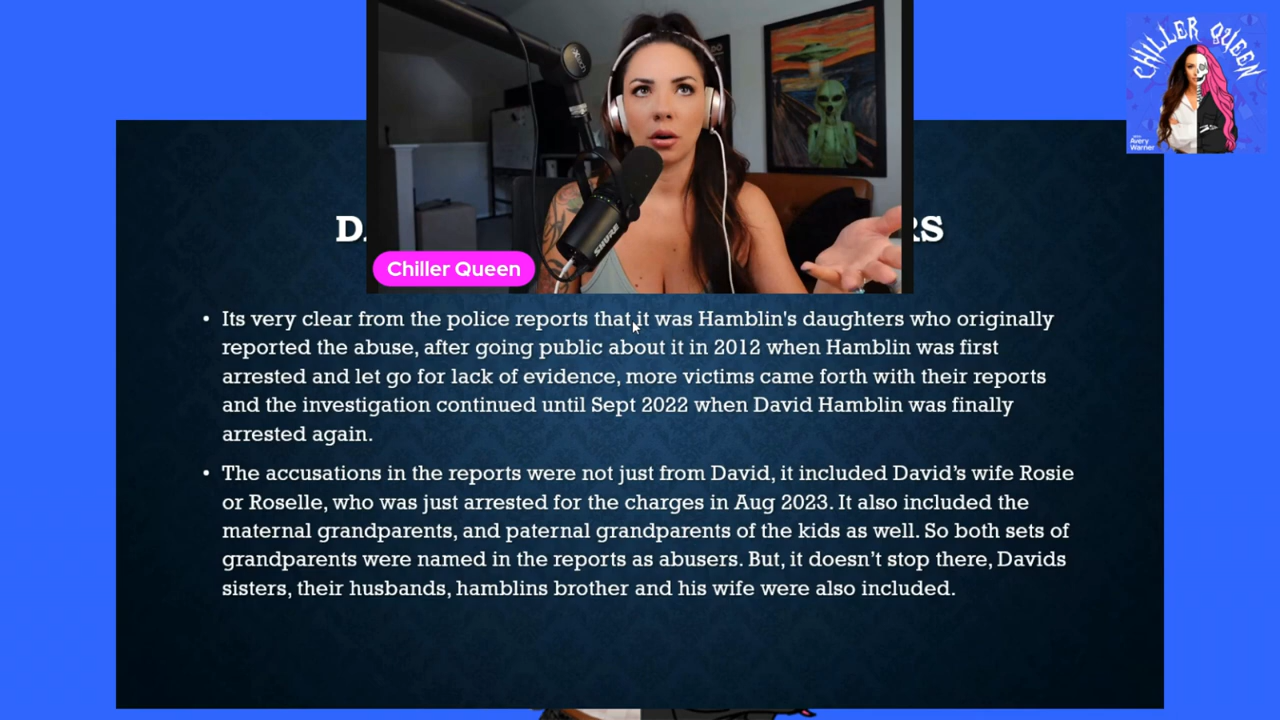 CHILLER QUEEN
with
Avery
Warner
SHURE
Chiller Queen
• Its very clear from the police reports that it was Hamblin's daughters who originally
reported the abuse, after going public about it in 2012 when Hamblin was first
arrested and let go for lack of evidence, more victims came forth with their reports
and the investigation continued until Sept 2022 when David Hamblin was finally
arrested again.
• The accusations in the reports were not just from David, it included David’s wife Rosie
or Roselle, who was just arrested for the charges in Aug 2023. It also included the
maternal grandparents, and paternal grandparents of the kids as well. So both sets of
grandparents were named in the reports as abusers. But, it doesn’t stop there, Davids
sisters, their husbands, hamblins brother and his wife were also included.